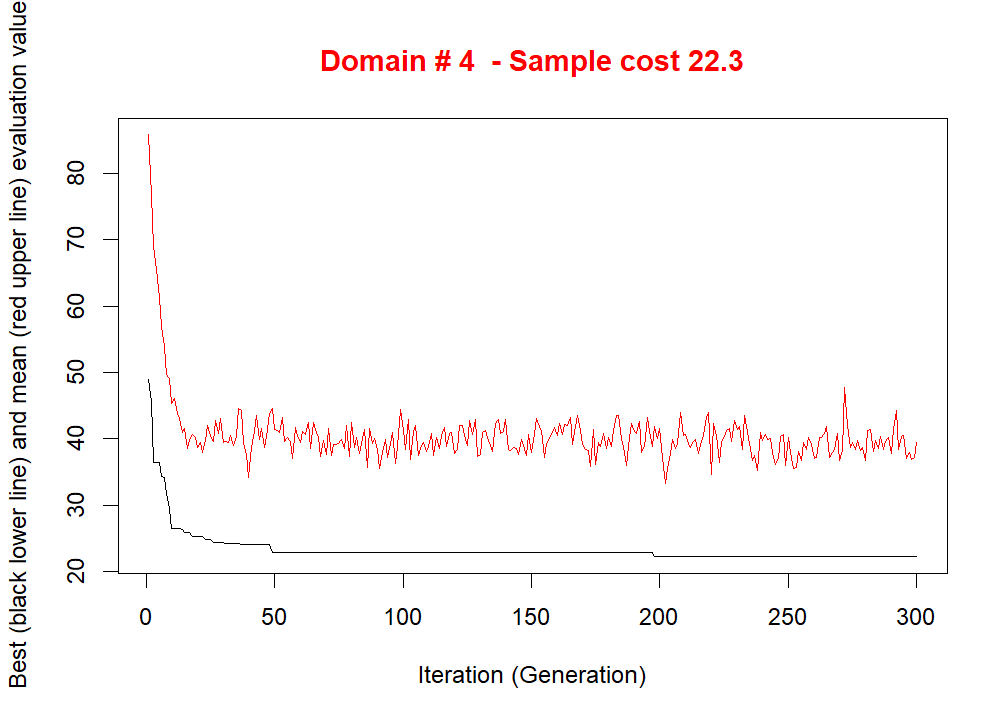 Domain # 4  - Sample cost 22.3
Best (black lower line) and mean (red upper line) evaluation value
80
70
60
50
40
30
20
0 50 100 150 200 250 300
Iteration (Generation)